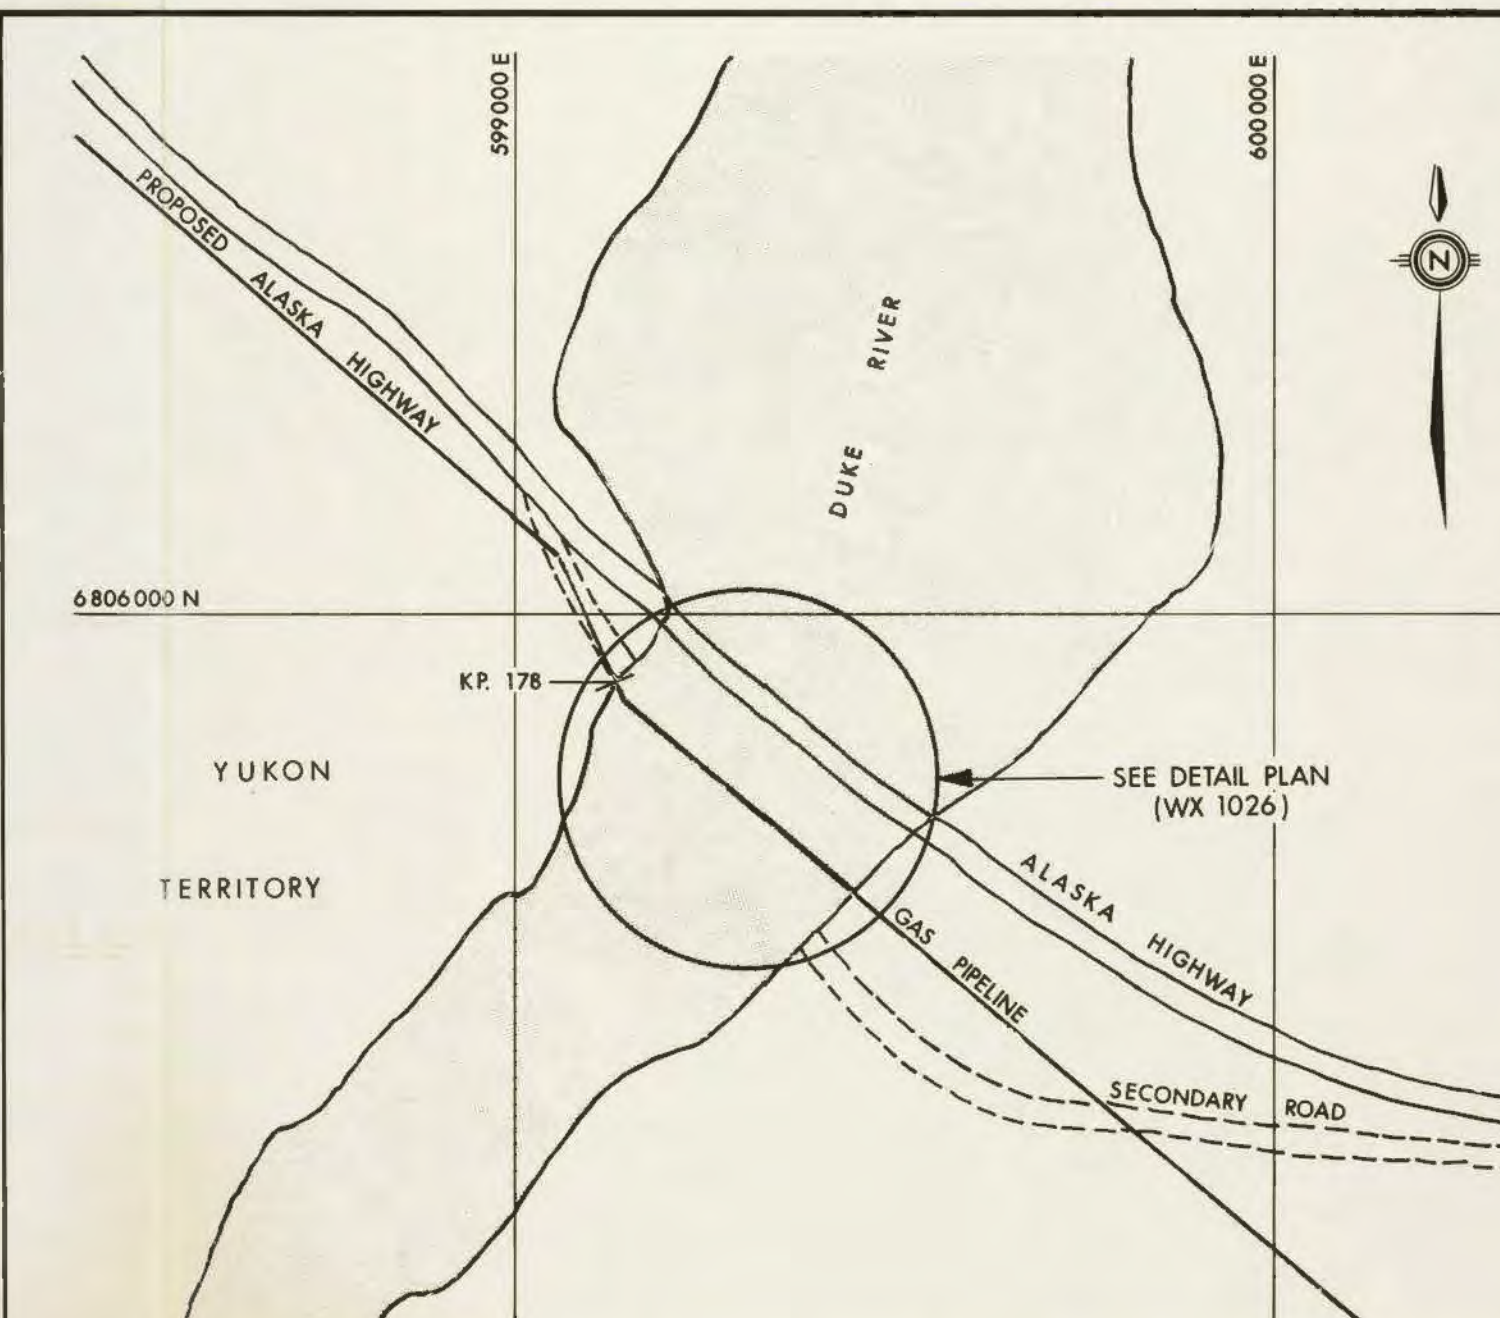 599000 E
600000 E
PROPOSED ALASKA HIGHWAY
DUKE RIVER
N
6806000 N
KP. 178
YUKON
TERRITORY
SEE DETAIL PLAN
(WX 1026)
ALASKA HIGHWAY
GAS PIPELINE
SECONDARY ROAD